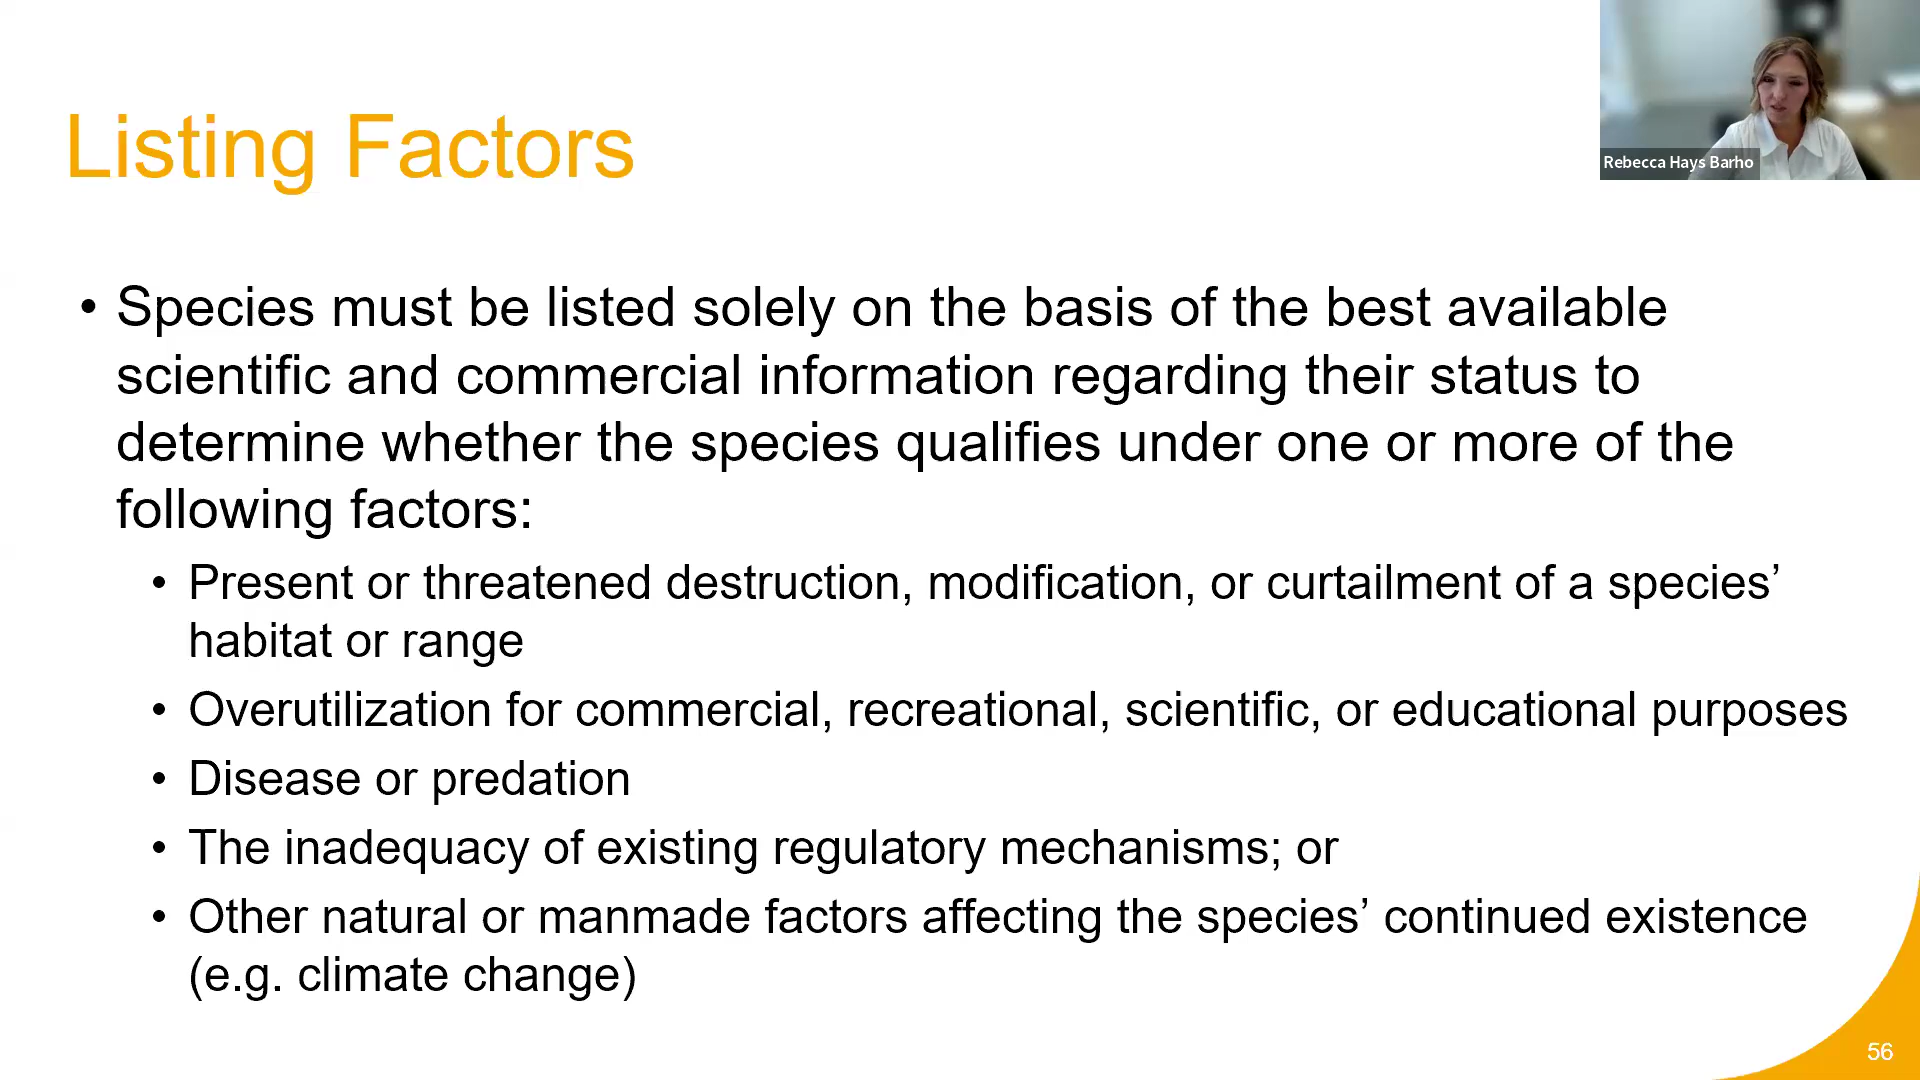 Listing Factors
Rebecca Hays Barho
• Species must be listed solely on the basis of the best available
scientific and commercial information regarding their status to
determine whether the species qualifies under one or more of the
following factors:
• Present or threatened destruction, modification, or curtailment of a species’
habitat or range
• Overutilization for commercial, recreational, scientific, or educational purposes
• Disease or predation
• The inadequacy of existing regulatory mechanisms; or
• Other natural or manmade factors affecting the species’ continued existence
(e.g. climate change)
56